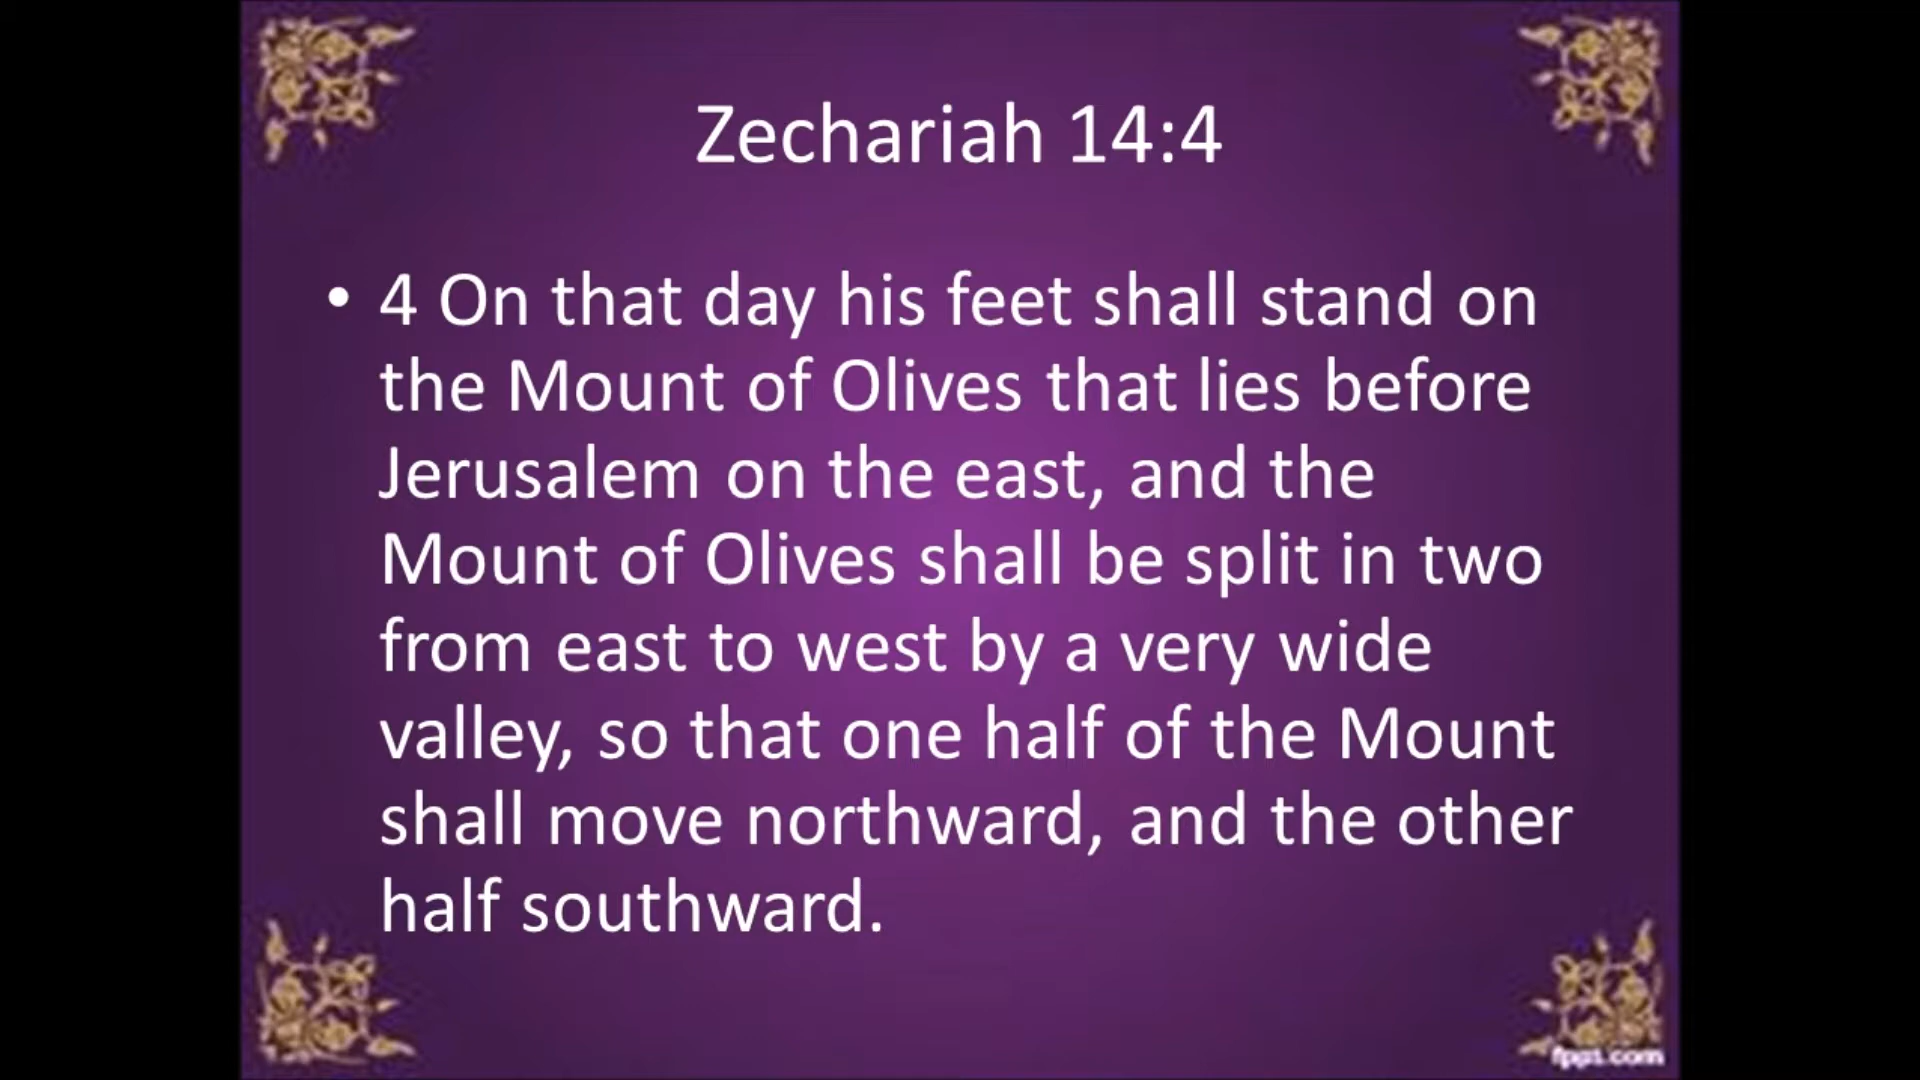 Zechariah 14:4
• 4 On that day his feet shall stand on
the Mount of Olives that lies before
Jerusalem on the east, and the
Mount of Olives shall be split in two
from east to west by a very wide
valley, so that one half of the Mount
shall move northward, and the other
half southward.
fppt.com